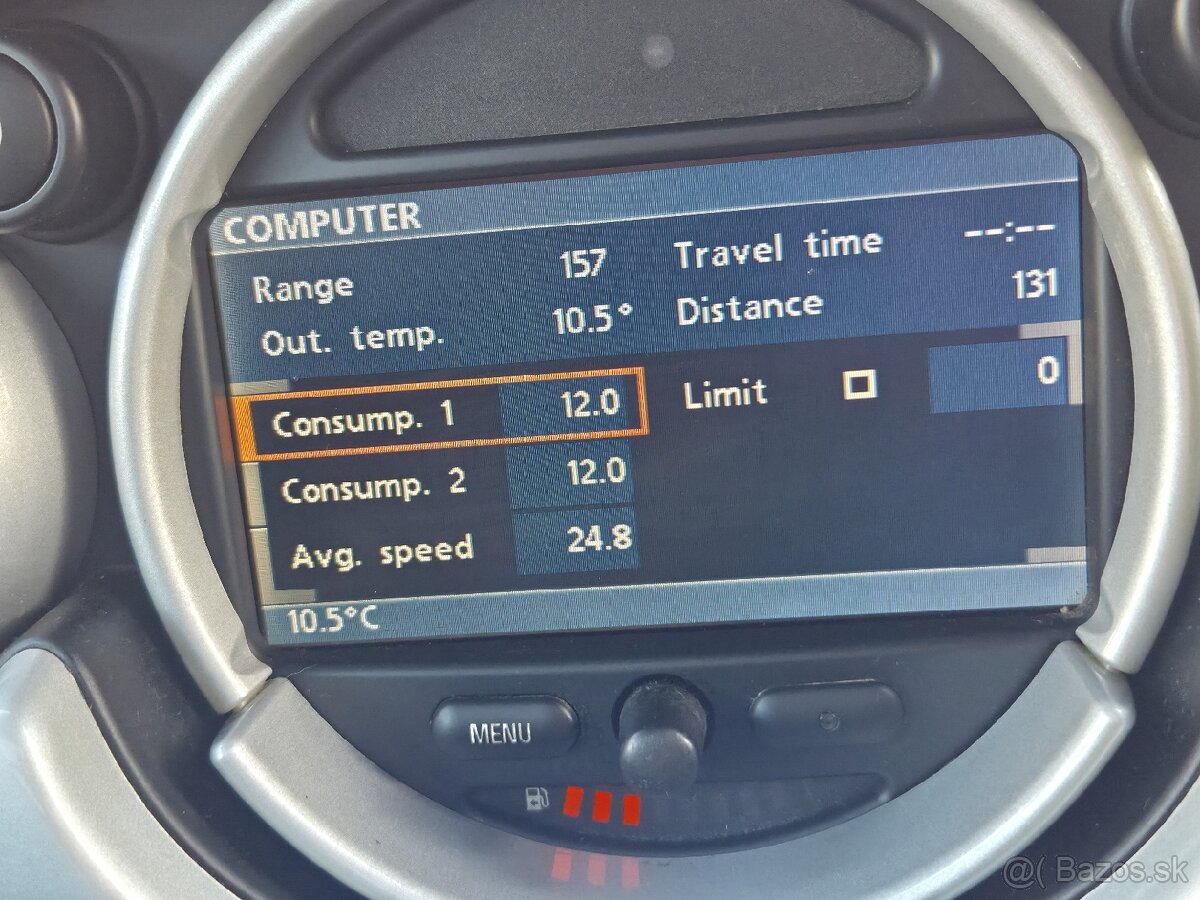 COMPUTER
Range 157 Travel time --:--
Out. temp. 10.5° Distance 131
Consump. 1 12.0 Limit 0
Consump. 2 12.0
Avg. speed 24.8
10.5°C
MENU
@( Bazos.sk